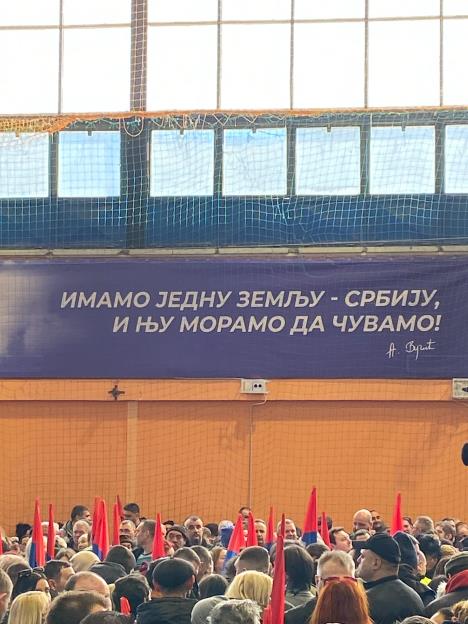 ИМАМО ЈЕДНУ ЗЕМЉУ - СРБИЈУ,
И ЊУ МОРАМО ДА ЧУВАМО!
А. Вучић